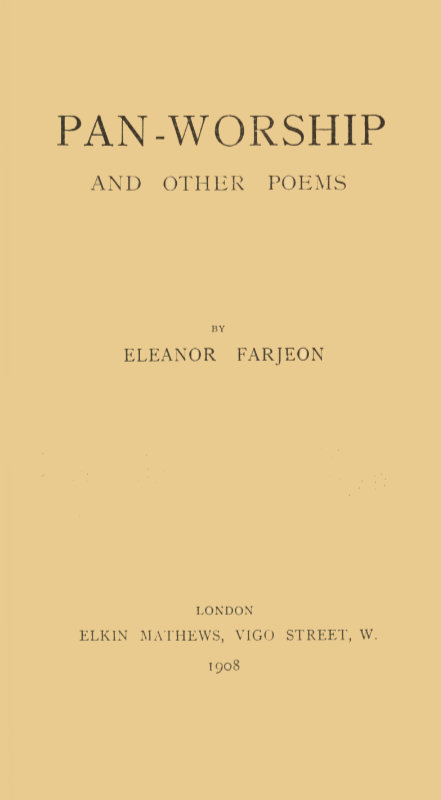 PAN-WORSHIP
AND OTHER POEMS
BY
ELEANOR FARJEON
LONDON
ELKIN MATHEWS, VIGO STREET, W.
1908